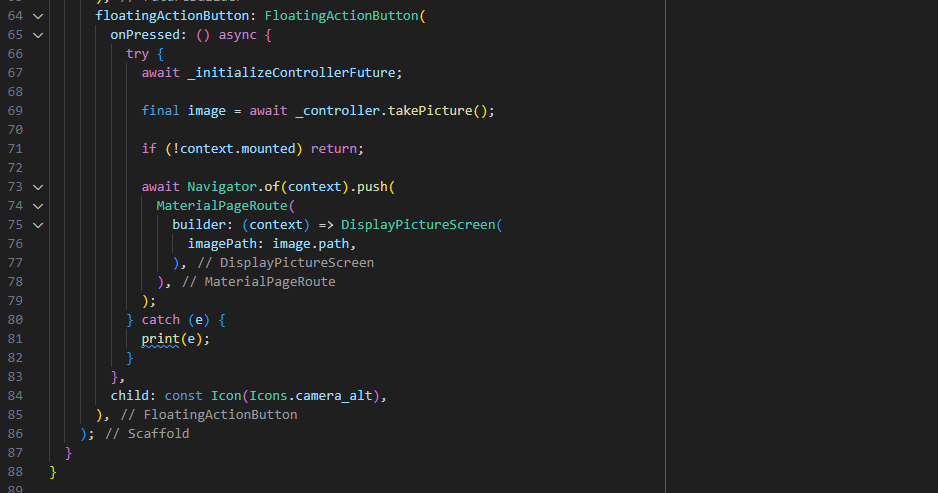 64 floatingActionButton: FloatingActionButton(
65 onPressed: () async {
66 try {
67 await _initializeControllerFuture;
68
69 final image = await _controller.takePicture();
70
71 if (!context.mounted) return;
72
73 await Navigator.of(context).push(
74 MaterialPageRoute(
75 builder: (context) => DisplayPictureScreen(
76 imagePath: image.path,
77 ), // DisplayPictureScreen
78 ), // MaterialPageRoute
79 );
80 } catch (e) {
81 print(e);
82 }
83 },
84 child: const Icon(Icons.camera_alt),
85 ), // FloatingActionButton
86 ); // Scaffold
87 }
88 }
89